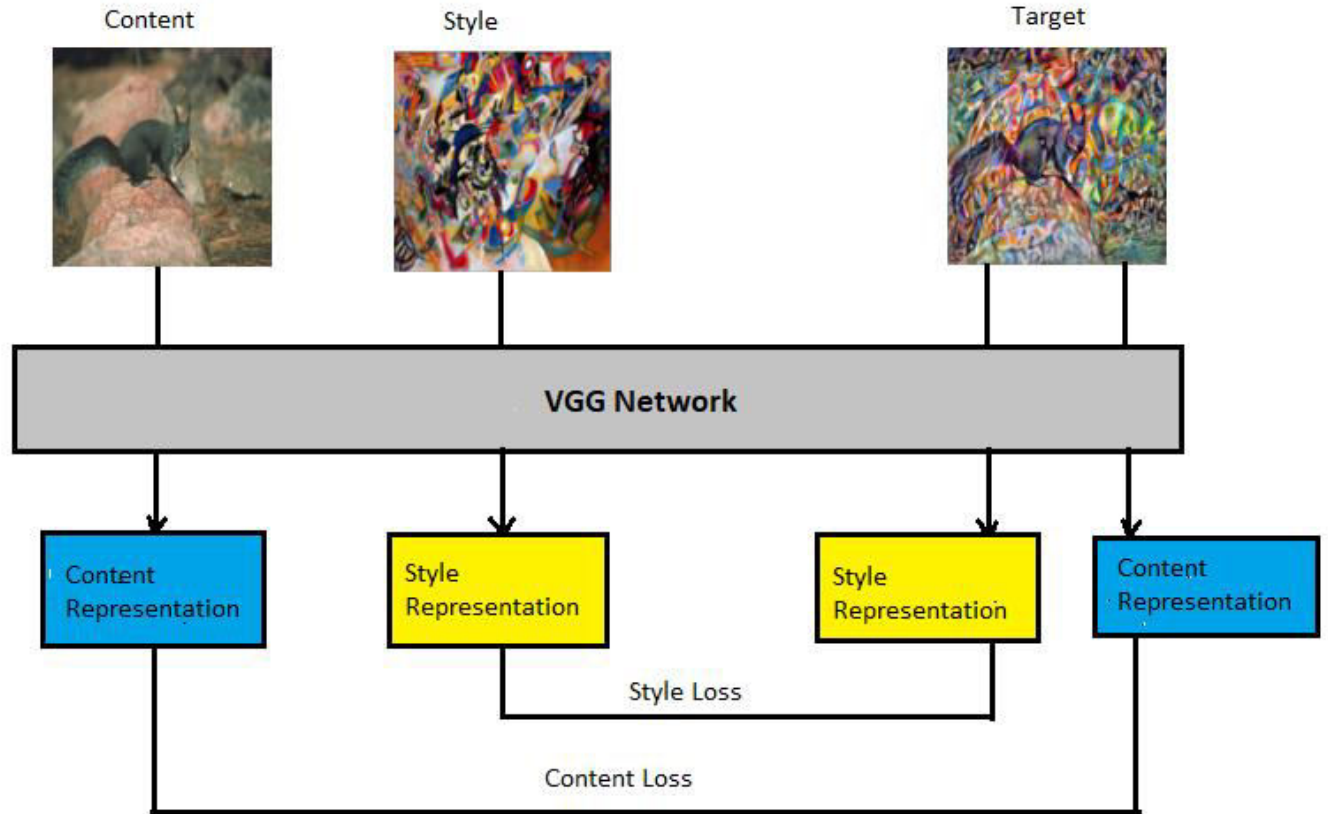 Content
Style
Target
VGG Network
Content
Representation
Style
Representation
Style
Representation
Content
Representation
Style Loss
Content Loss